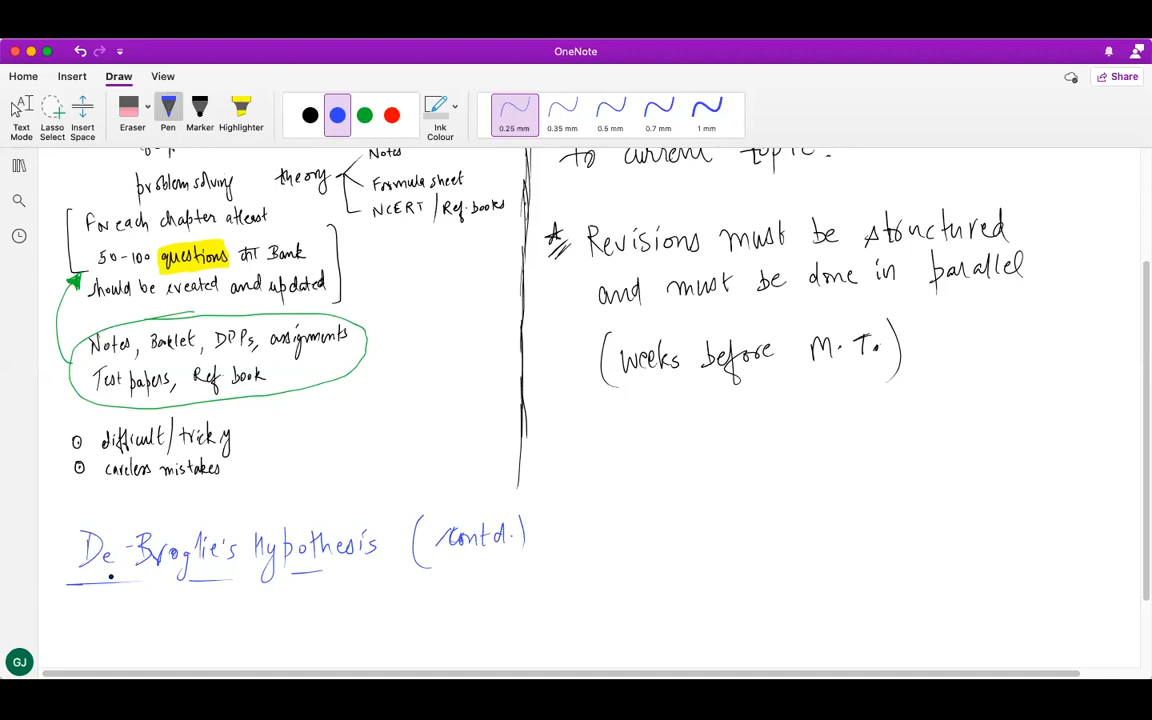 OneNote
Home Insert Draw View
Share
Text Mode
Lasso Select
Insert Space
Eraser
Pen
Marker
Highlighter
Ink Colour
0.25 mm
0.35 mm
0.5 mm
0.7 mm
1 mm
Notes
problem solving theory Formula sheet
NCERT / Ref. books
For each chapter atleast
50-100 questions Bank
should be created and updated
Notes, Booklet, DPPs, assignments
Test papers, Ref. book
difficult/tricky
careless mistakes
to current topic.
Revisions must be structured
and must be done in parallel
(weeks before M.T.)
De-Broglie's Hypothesis (contd.)
GJ